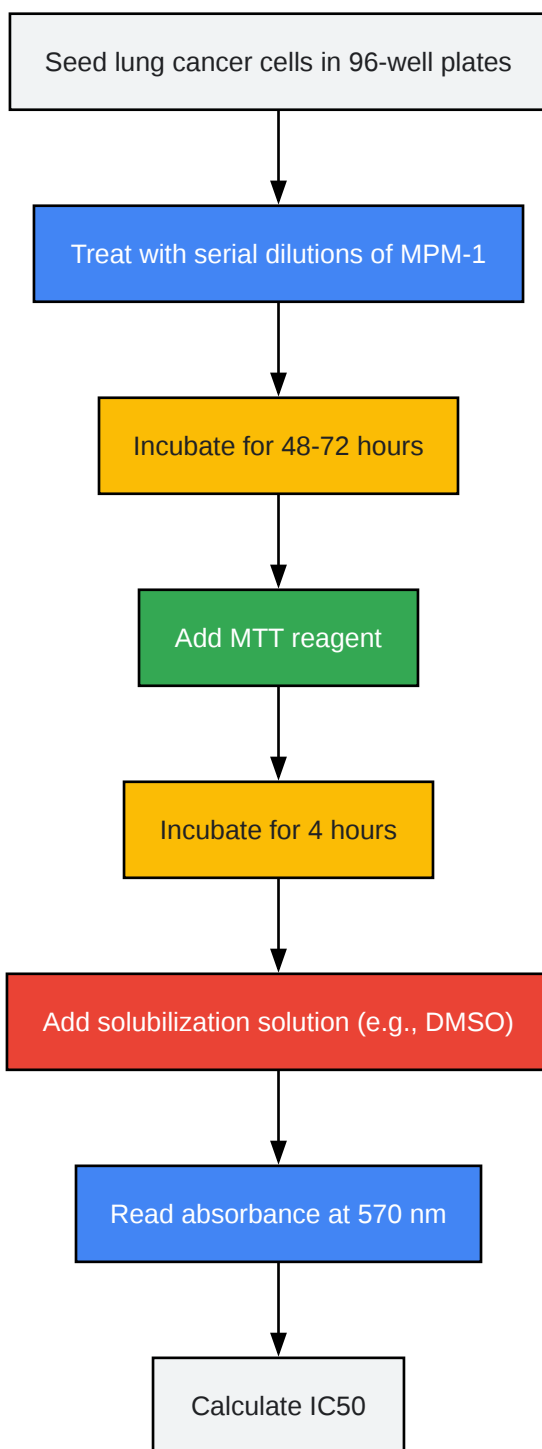 Seed lung cancer cells in 96-well plates
Treat with serial dilutions of MPM-1
Incubate for 48-72 hours
Add MTT reagent
Incubate for 4 hours
Add solubilization solution (e.g., DMSO)
Read absorbance at 570 nm
Calculate IC50